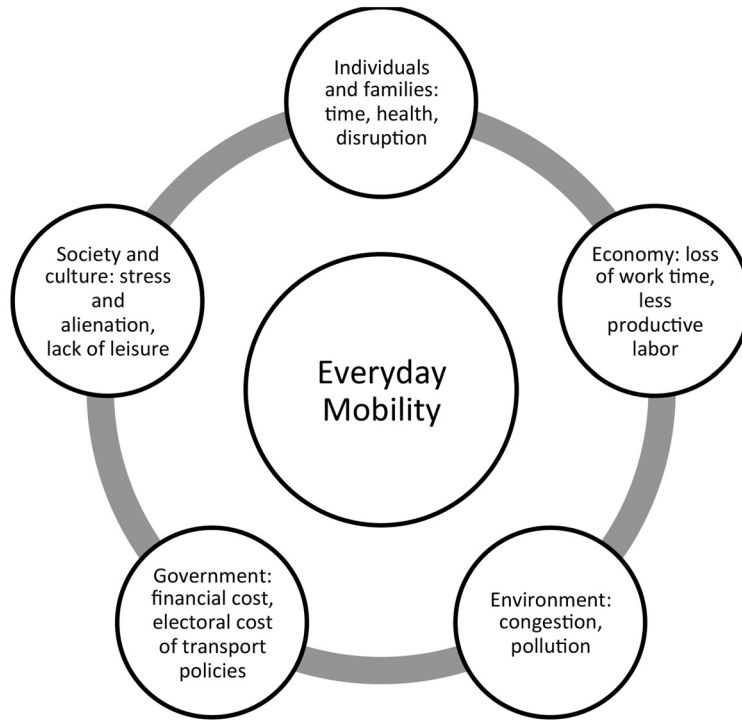 Individuals
and families:
time, health,
disruption
Economy: loss
of work time,
less
productive
labor
Environment:
congestion,
pollution
Government:
financial cost,
electoral cost
of transport
policies
Society and
culture: stress
and
alienation,
lack of leisure
Everyday
Mobility